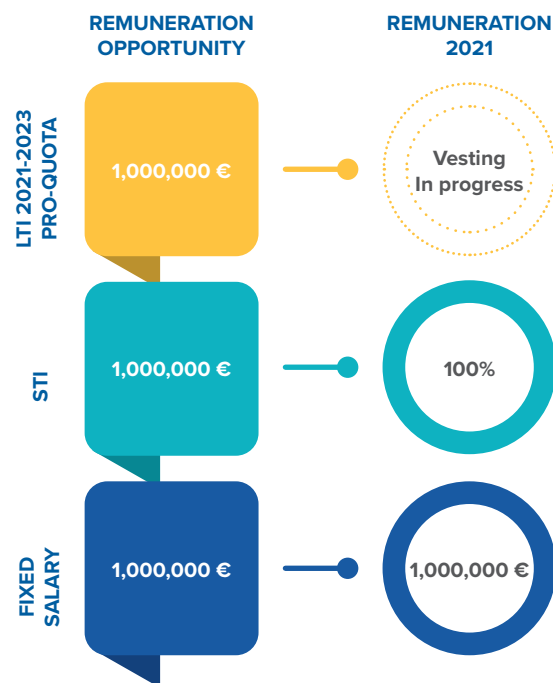 REMUNERATION
OPPORTUNITY
REMUNERATION
2021
LTI 2021-2023
PRO-QUOTA
1,000,000 €
Vesting
In progress
STI
1,000,000 €
100%
FIXED
SALARY
1,000,000 €
1,000,000 €